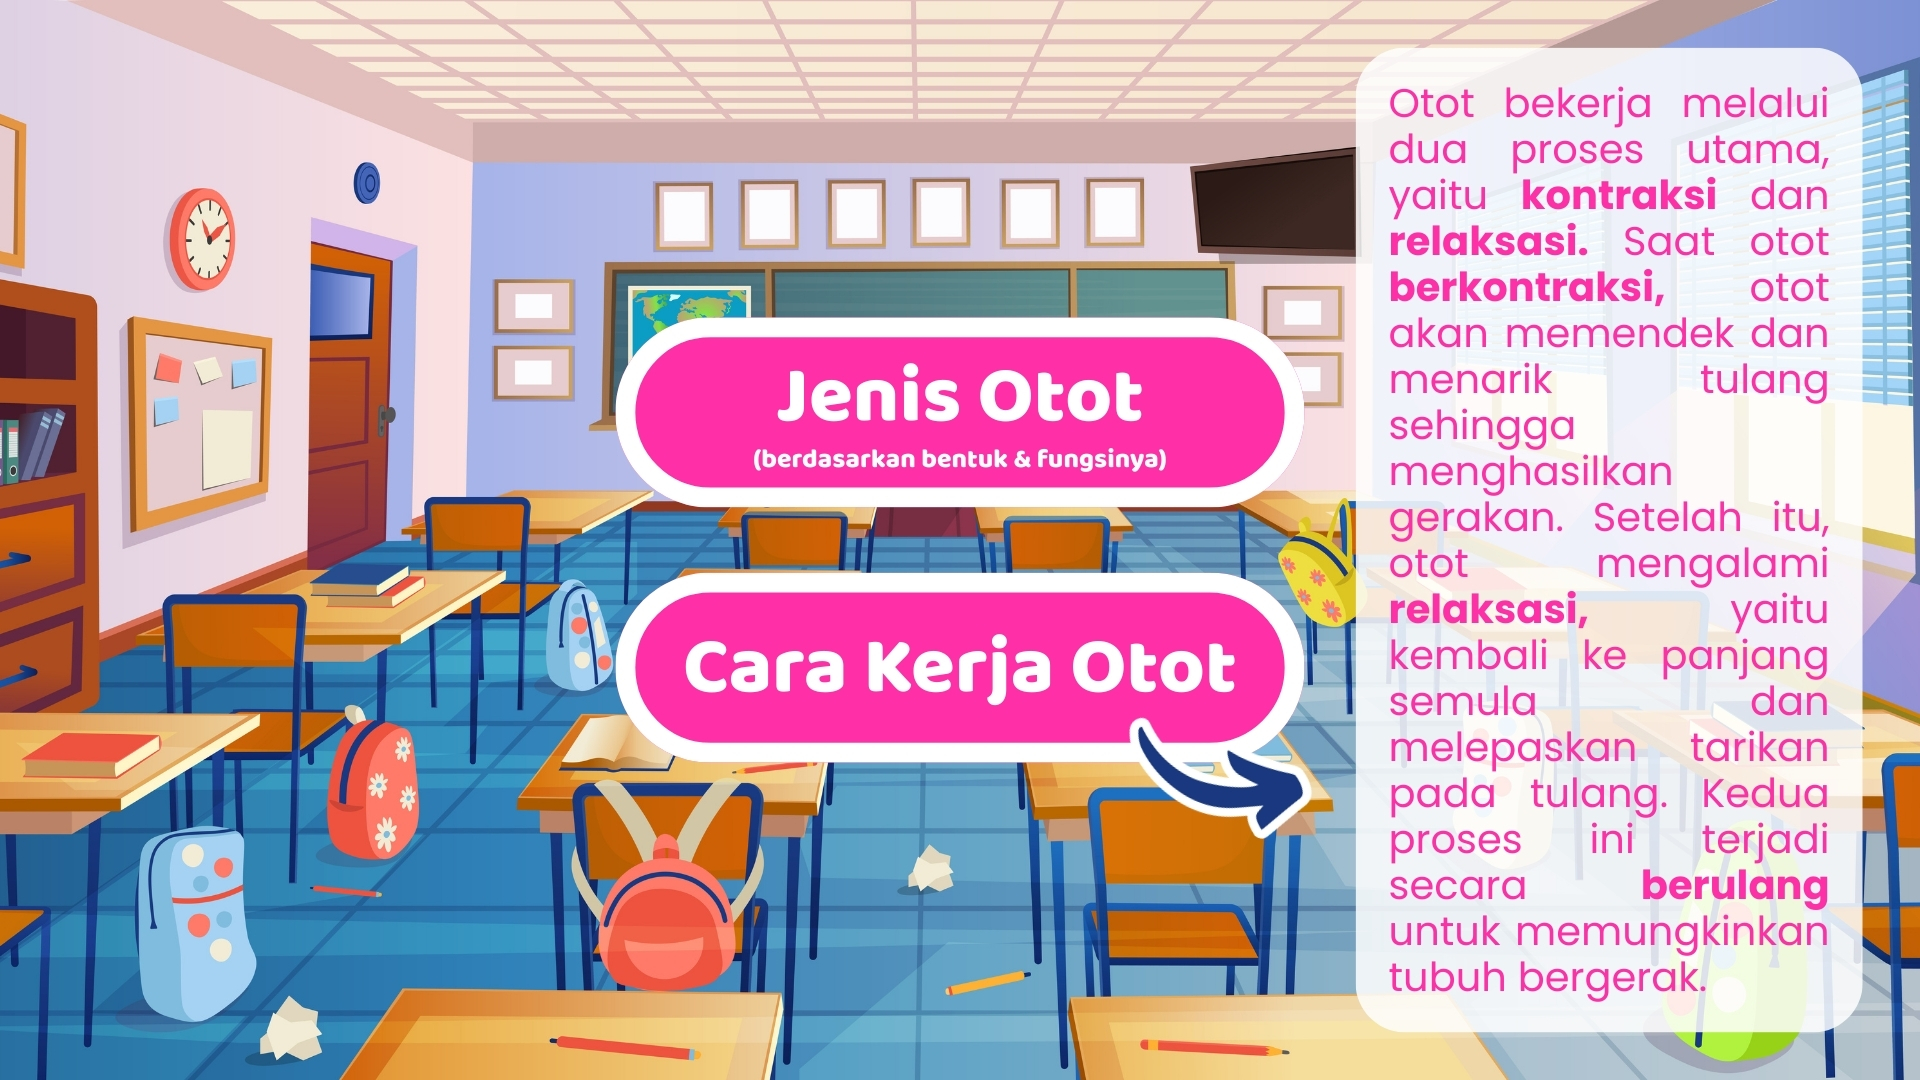 Jenis Otot
(berdasarkan bentuk & fungsinya)
Cara Kerja Otot
Otot bekerja melalui
dua proses utama,
yaitu kontraksi dan
relaksasi. Saat otot
berkontraksi, otot
akan memendek dan
menarik tulang
sehingga
menghasilkan
gerakan. Setelah itu,
otot mengalami
relaksasi, yaitu
kembali ke panjang
semula dan
melepaskan tarikan
pada tulang. Kedua
proses ini terjadi
secara berulang
untuk memungkinkan
tubuh bergerak.